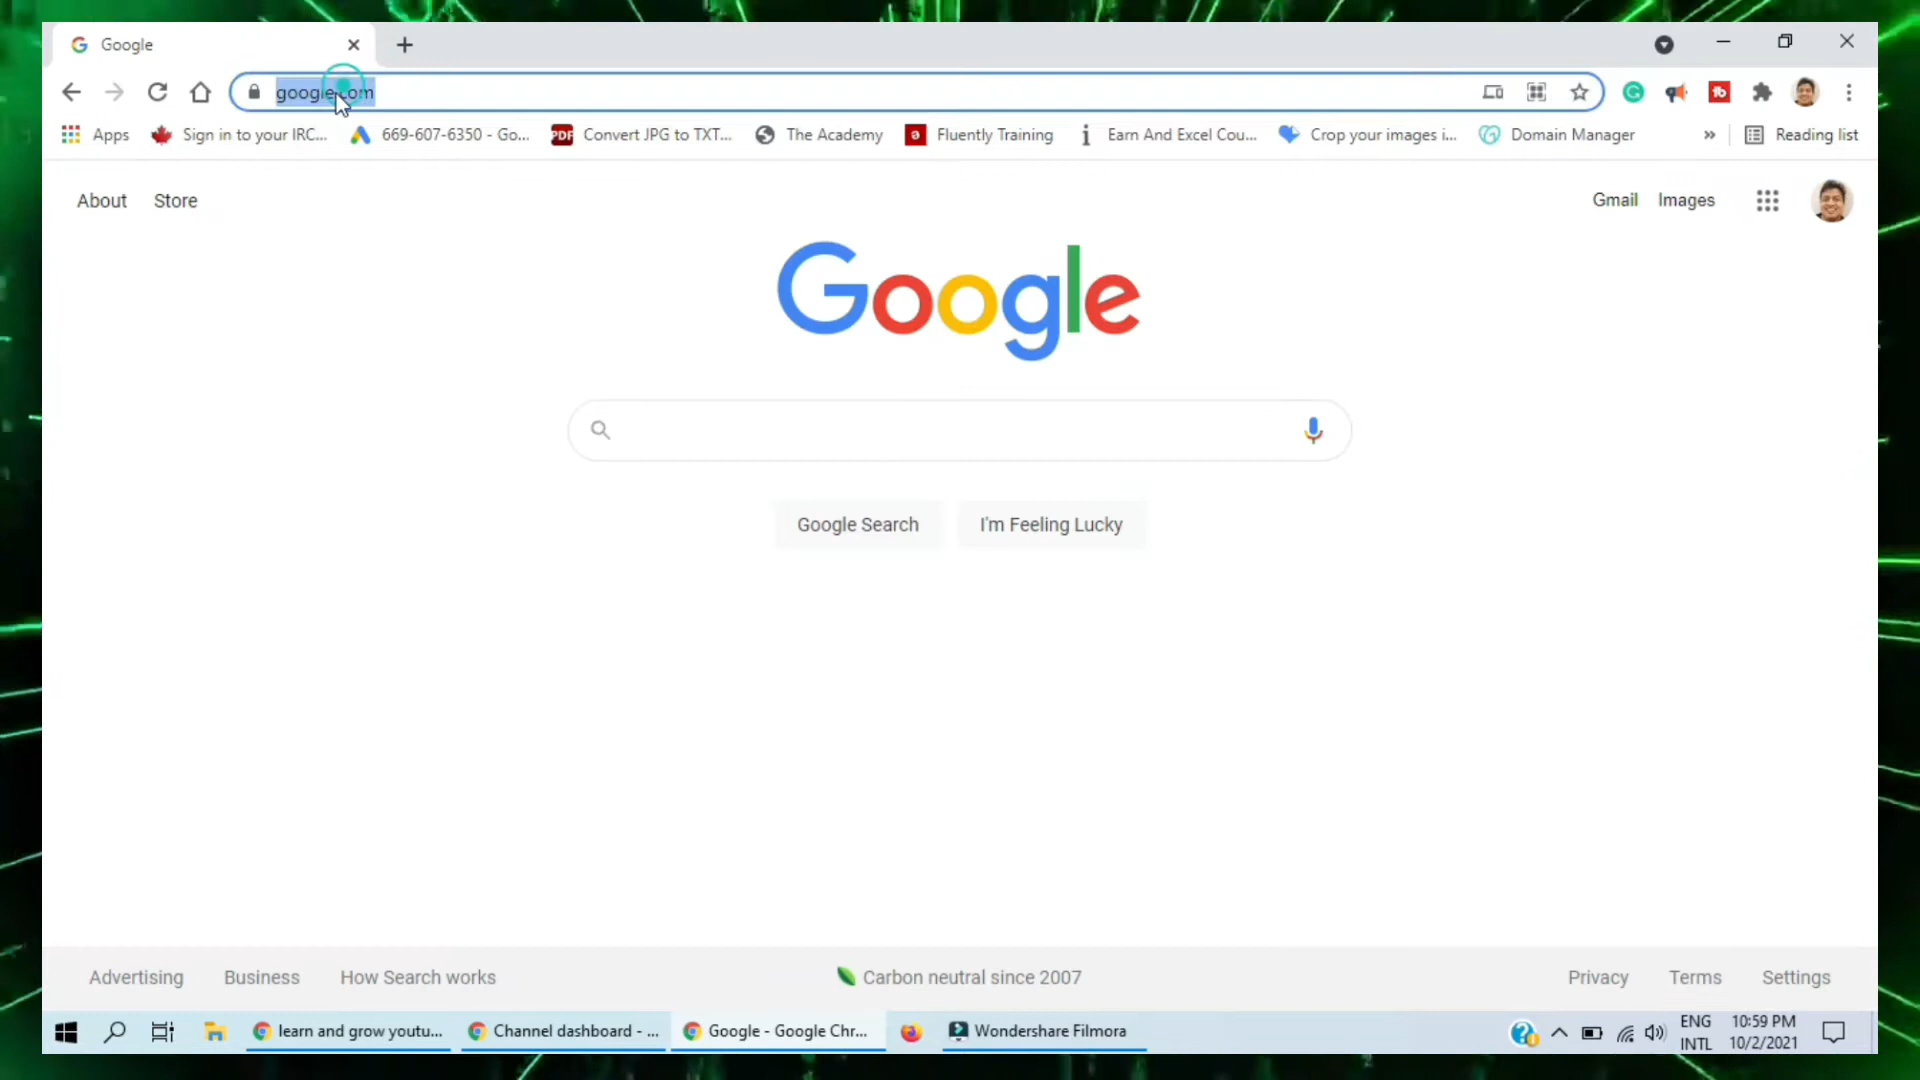 Google
google.com
Apps
Sign in to your IRC...
669-607-6350 - Go...
PDF
Convert JPG to TXT...
The Academy
Fluently Training
Earn And Excel Cou...
Crop your images i...
Domain Manager
»
Reading list
About
Store
Gmail
Images
Google
Google Search
I'm Feeling Lucky
Advertising
Business
How Search works
Carbon neutral since 2007
Privacy
Terms
Settings
learn and grow youtu...
Channel dashboard - ...
Google - Google Chr...
Wondershare Filmora
ENG
INTL
10:59 PM
10/2/2021